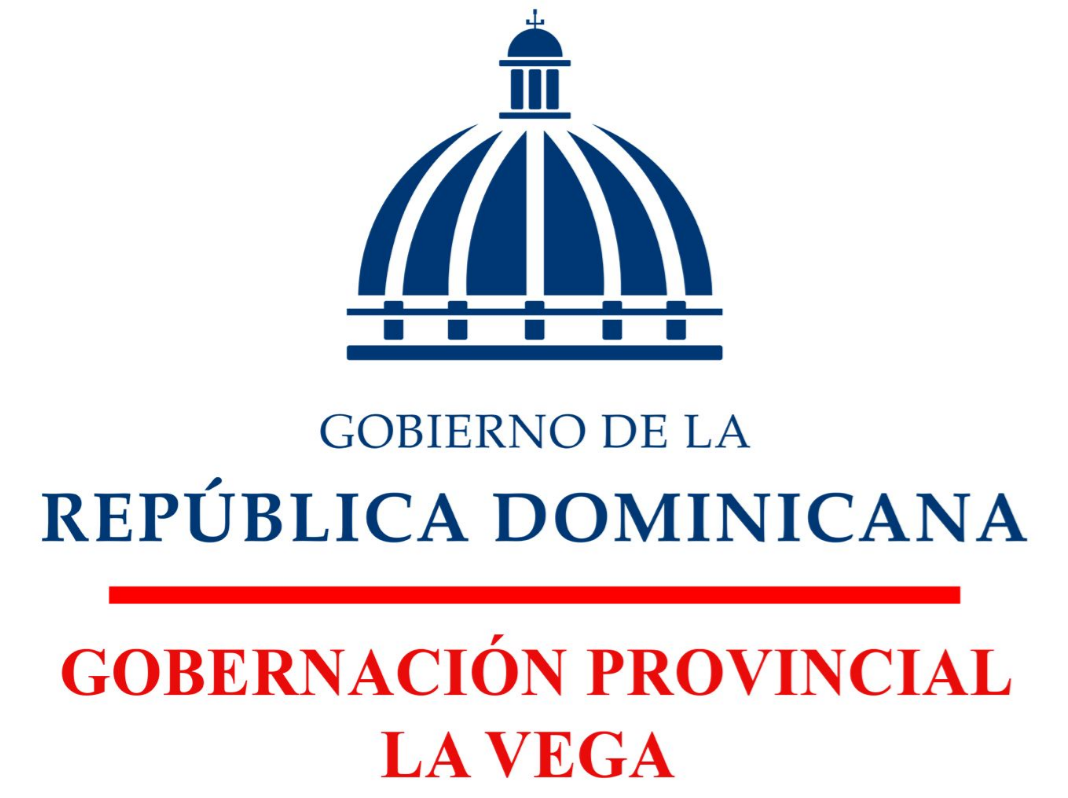 GOBIERNO DE LA
REPÚBLICA DOMINICANA
GOBERNACIÓN PROVINCIAL
LA VEGA